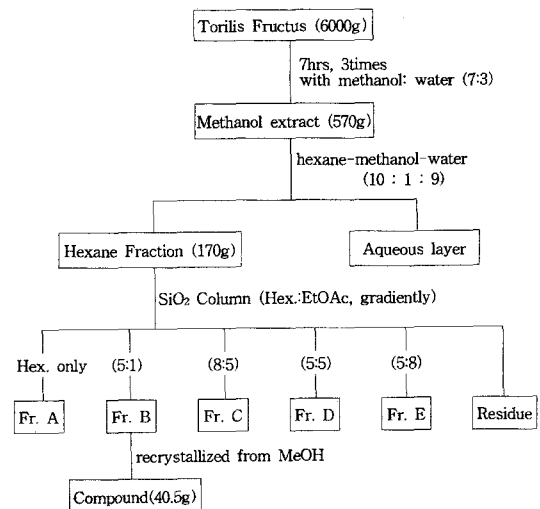 Torilis Fructus (6000g)
7hrs, 3times
with methanol: water (7:3)
Methanol extract (570g)
hexane-methanol-water
(10 : 1 : 9)
Hexane Fraction (170g)
Aqueous layer
SiO₂ Column (Hex.:EtOAc, gradiently)
Hex. only (5:1) (8:5) (5:5) (5:8)
Fr. A Fr. B Fr. C Fr. D Fr. E Residue
recrystallized from MeOH
Compound(40.5g)